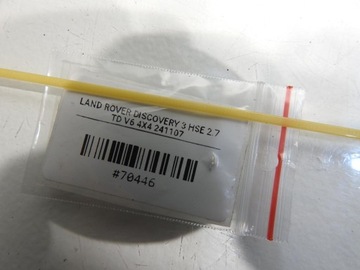 LAND ROVER DISCOVERY 3 HSE 2.7
TD V6 4X4 241107
#70446